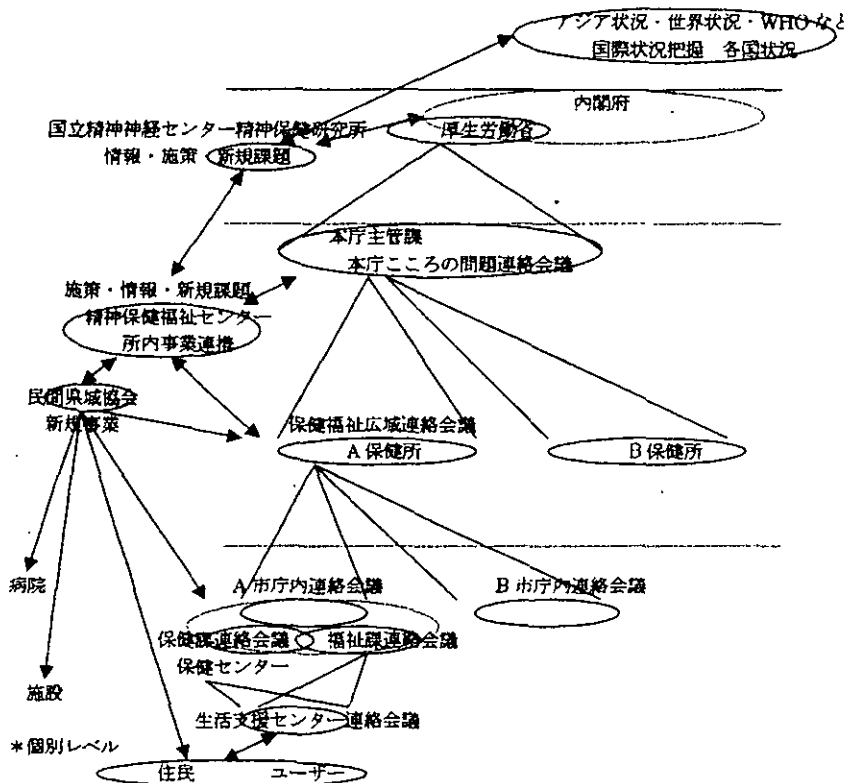 アジア状況・世界状況・WHO など
国際状況把握 各国状況
内閣府
国立精神神経センター精神保健研究所
厚生労働省
情報・施策 新規課題
本庁主管課
本庁こころの問題連絡会議
施策・情報・新規課題
精神保健福祉センター
所内事業連携
民間県域協会
新規事業
保健福祉広域連絡会議
A 保健所
B 保健所
病院
A 市庁内連絡会議
B 市庁内連絡会議
保健課連絡会議
福祉課連絡会議
保健センター
施設
生活支援センター連絡会議
*個別レベル
住民
ユーザー